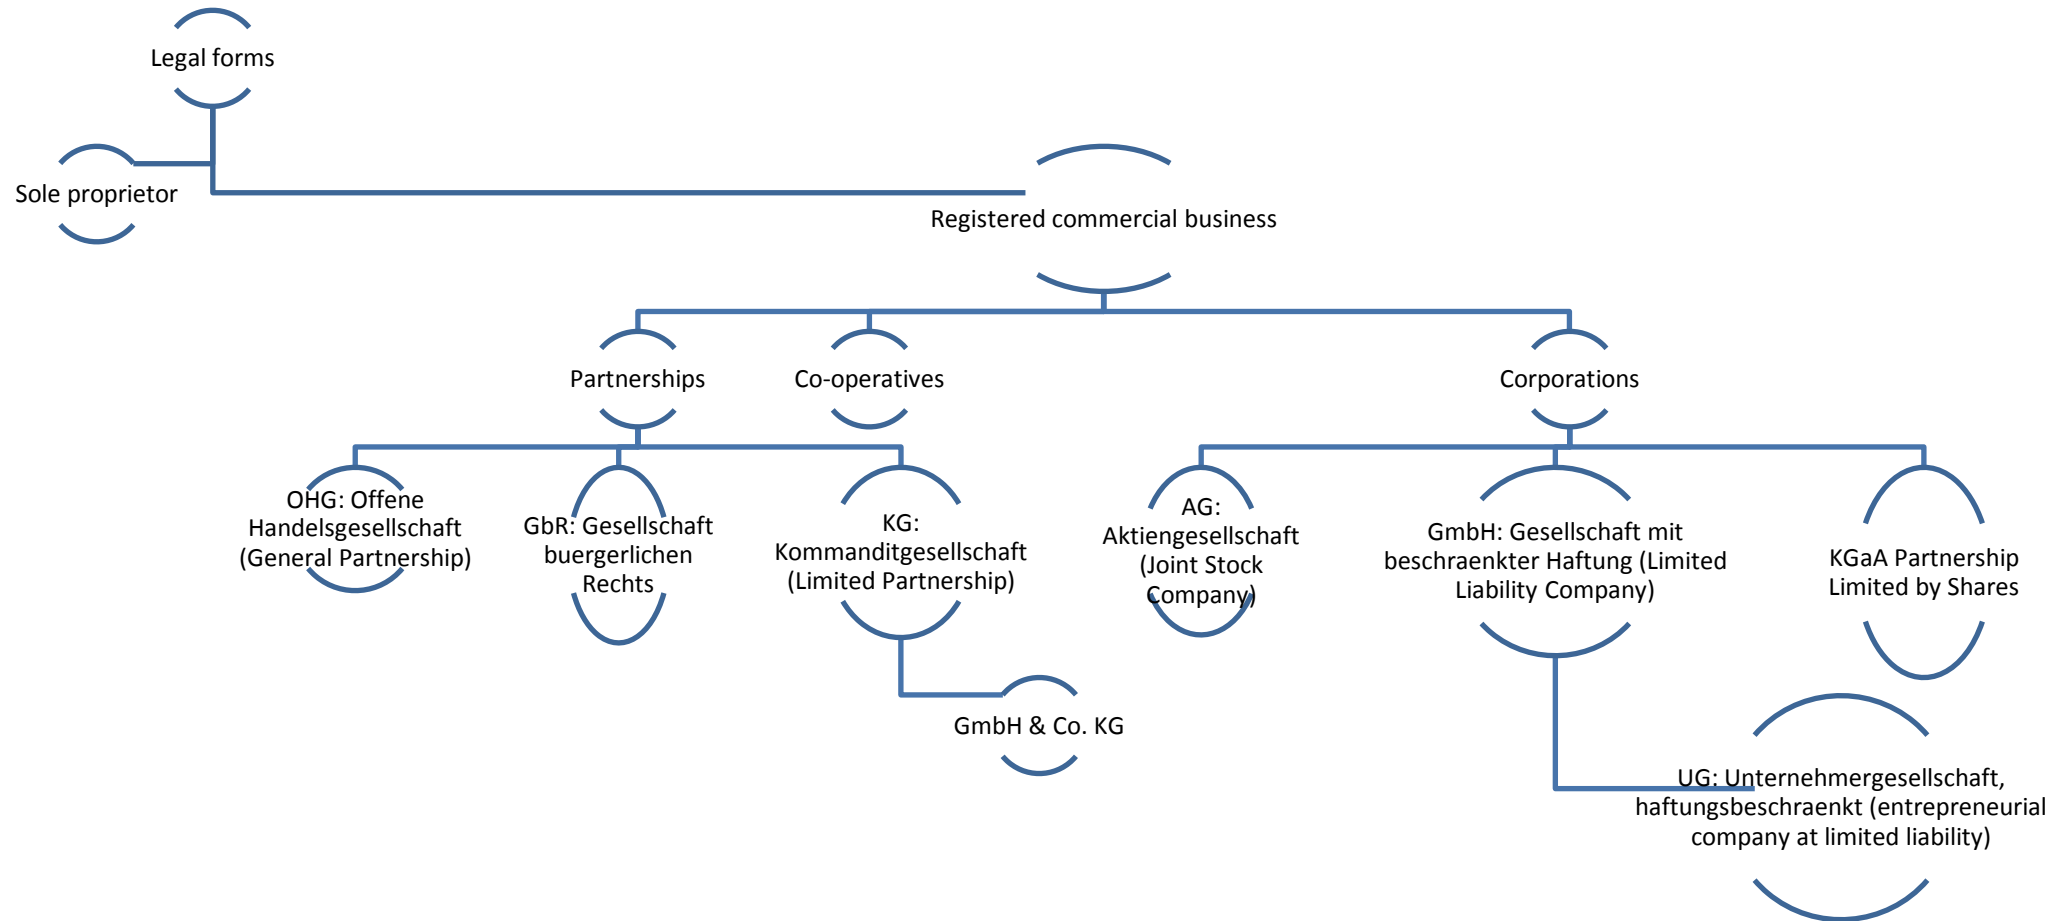 Legal forms
Sole proprietor
Registered commercial business
Partnerships
Co-operatives
Corporations
OHG: Offene
Handelsgesellschaft
(General Partnership)
GbR: Gesellschaft
buergerlichen
Rechts
KG:
Kommanditgesellschaft
(Limited Partnership)
AG:
Aktiengesellschaft
(Joint Stock
Company)
GmbH: Gesellschaft mit
beschraenkter Haftung (Limited
Liability Company)
KGaA Partnership
Limited by Shares
GmbH & Co. KG
UG: Unternehmergesellschaft,
haftungsbeschraenkt (entrepreneurial
company at limited liability)